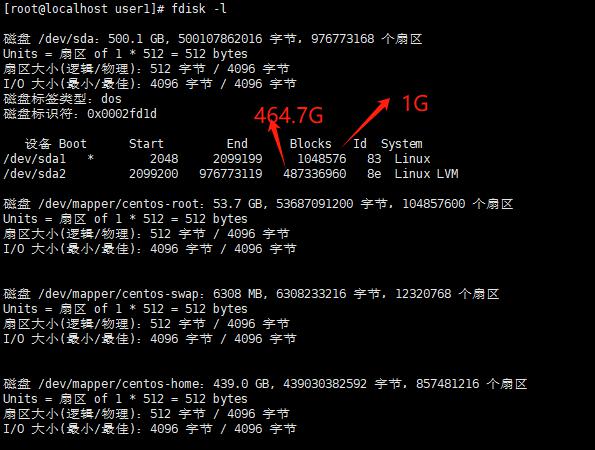 [root@localhost user1]# fdisk -l
磁盘 /dev/sda：500.1 GB, 500107862016 字节，976773168 个扇区
Units = 扇区 of 1 * 512 = 512 bytes
扇区大小(逻辑/物理)：512 字节 / 4096 字节
I/O 大小(最小/最佳)：4096 字节 / 4096 字节
磁盘标签类型：dos
磁盘标识符：0x0002fd1d
464.7G
1G
设备 Boot Start End Blocks Id System
/dev/sda1 * 2048 2099199 1048576 83 Linux
/dev/sda2 2099200 976773119 487336960 8e Linux LVM
磁盘 /dev/mapper/centos-root：53.7 GB, 53687091200 字节，104857600 个扇区
Units = 扇区 of 1 * 512 = 512 bytes
扇区大小(逻辑/物理)：512 字节 / 4096 字节
I/O 大小(最小/最佳)：4096 字节 / 4096 字节
磁盘 /dev/mapper/centos-swap：6308 MB, 6308233216 字节，12320768 个扇区
Units = 扇区 of 1 * 512 = 512 bytes
扇区大小(逻辑/物理)：512 字节 / 4096 字节
I/O 大小(最小/最佳)：4096 字节 / 4096 字节
磁盘 /dev/mapper/centos-home：439.0 GB, 439030382592 字节，857481216 个扇区
Units = 扇区 of 1 * 512 = 512 bytes
扇区大小(逻辑/物理)：512 字节 / 4096 字节
I/O 大小(最小/最佳)：4096 字节 / 4096 字节